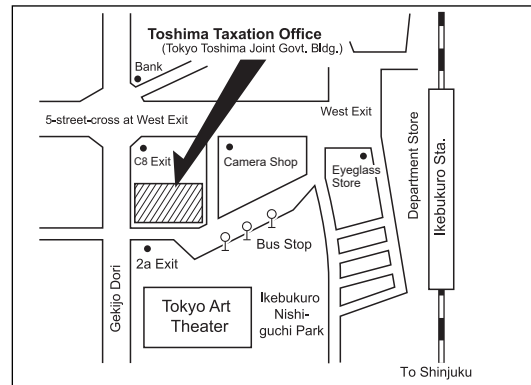 Toshima Taxation Office
(Tokyo Toshima Joint Govt. Bldg.)
Bank
5-street-cross at West Exit
West Exit
C8 Exit
Camera Shop
Eyeglass
Store
Department Store
Ikebukuro Sta.
2a Exit
Bus Stop
Gekijo Dori
Tokyo Art
Theater
Ikebukuro
Nishi-
guchi Park
To Shinjuku